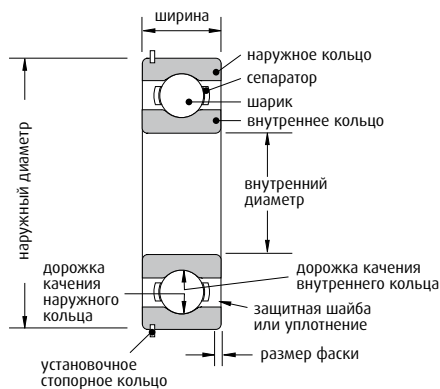 ширина
наружное кольцо
сепаратор
шарик
внутреннее кольцо
наружный диаметр
внутренний
диаметр
дорожка
качения
наружного
кольца
дорожка качения
внутреннего кольца
защитная шайба
или уплотнение
размер фаски
установочное
стопорное кольцо